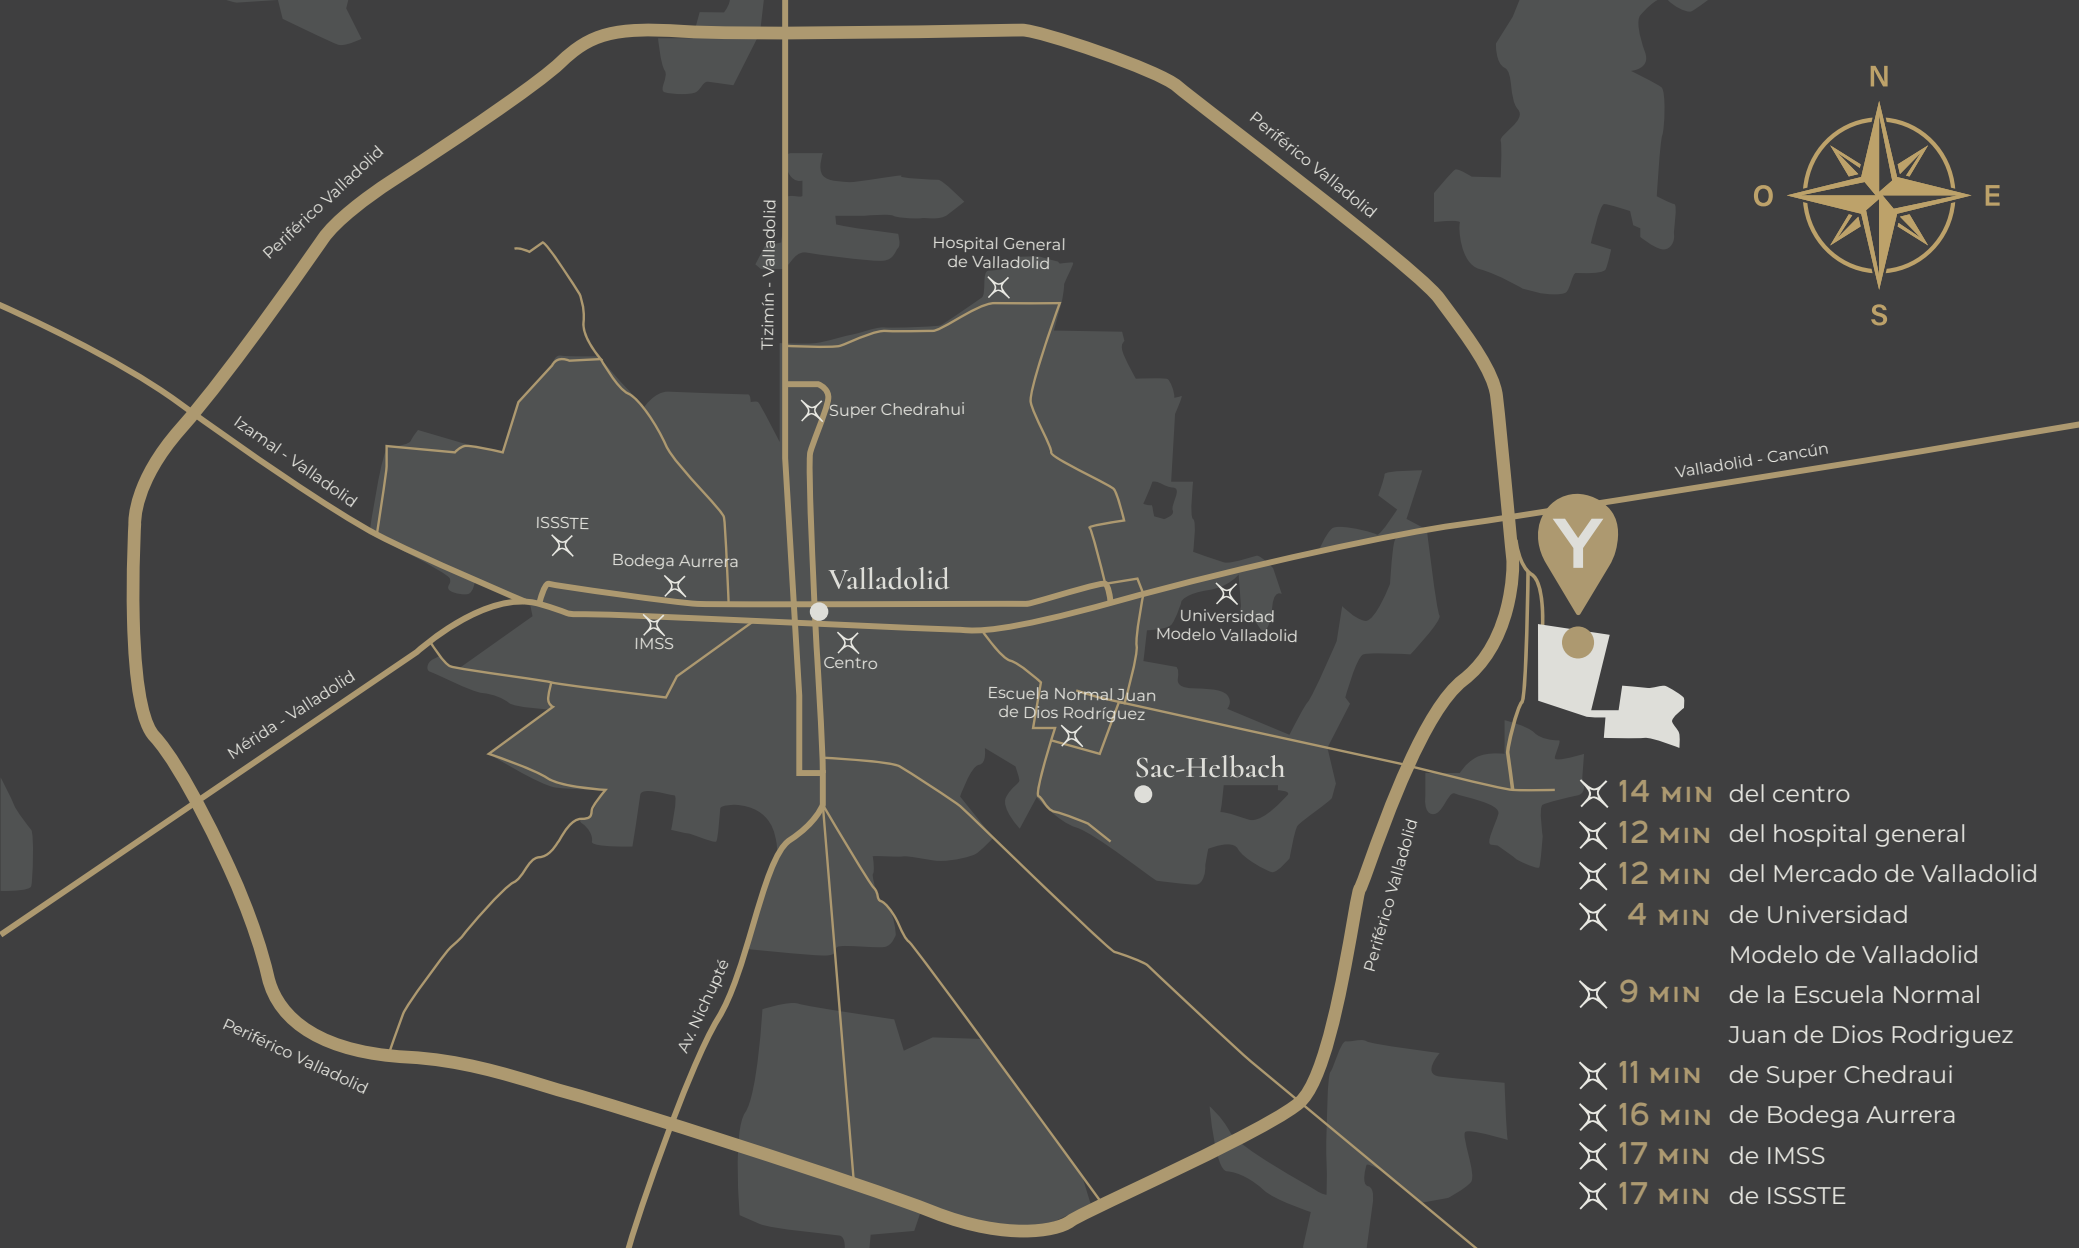 N
O
E
S
Periférico Valladolid
Periférico Valladolid
Tizimín - Valladolid
Hospital General
de Valladolid
Super Chedrahui
Izamal - Valladolid
Valladolid - Cancún
Y
ISSSTE
Bodega Aurrera
Valladolid
IMSS
Centro
Universidad
Modelo Valladolid
Mérida - Valladolid
Escuela Normal Juan
de Dios Rodríguez
Sac-Helbach
Periférico Valladolid
Av. Nichupté
Periférico Valladolid
14 MIN del centro
12 MIN del hospital general
12 MIN del Mercado de Valladolid
4 MIN de Universidad
Modelo de Valladolid
9 MIN de la Escuela Normal
Juan de Dios Rodriguez
11 MIN de Super Chedraui
16 MIN de Bodega Aurrera
17 MIN de IMSS
17 MIN de ISSSTE